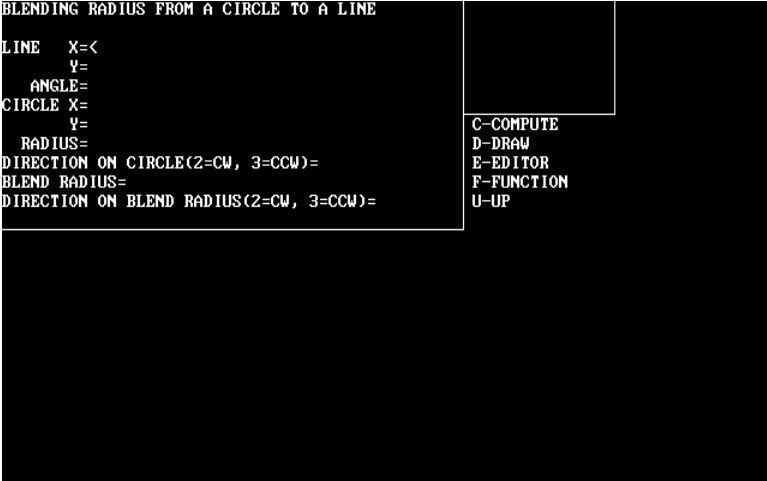 BLENDING RADIUS FROM A CIRCLE TO A LINE
LINE   X=<
Y=
ANGLE=
CIRCLE X=
Y=
RADIUS=
DIRECTION ON CIRCLE(2=CW, 3=CCW)=
BLEND RADIUS=
DIRECTION ON BLEND RADIUS(2=CW, 3=CCW)=
C-COMPUTE
D-DRAW
E-EDITOR
F-FUNCTION
U-UP